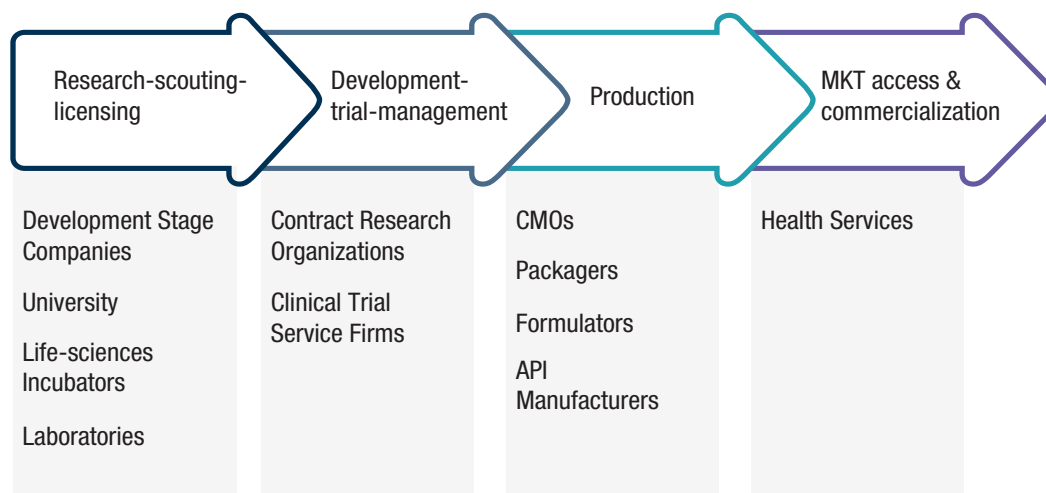 Research-scouting-
licensing
Development-
trial-management
Production
MKT access &
commercialization
Development Stage
Companies
University
Life-sciences
Incubators
Laboratories
Contract Research
Organizations
Clinical Trial
Service Firms
CMOs
Packagers
Formulators
API
Manufacturers
Health Services